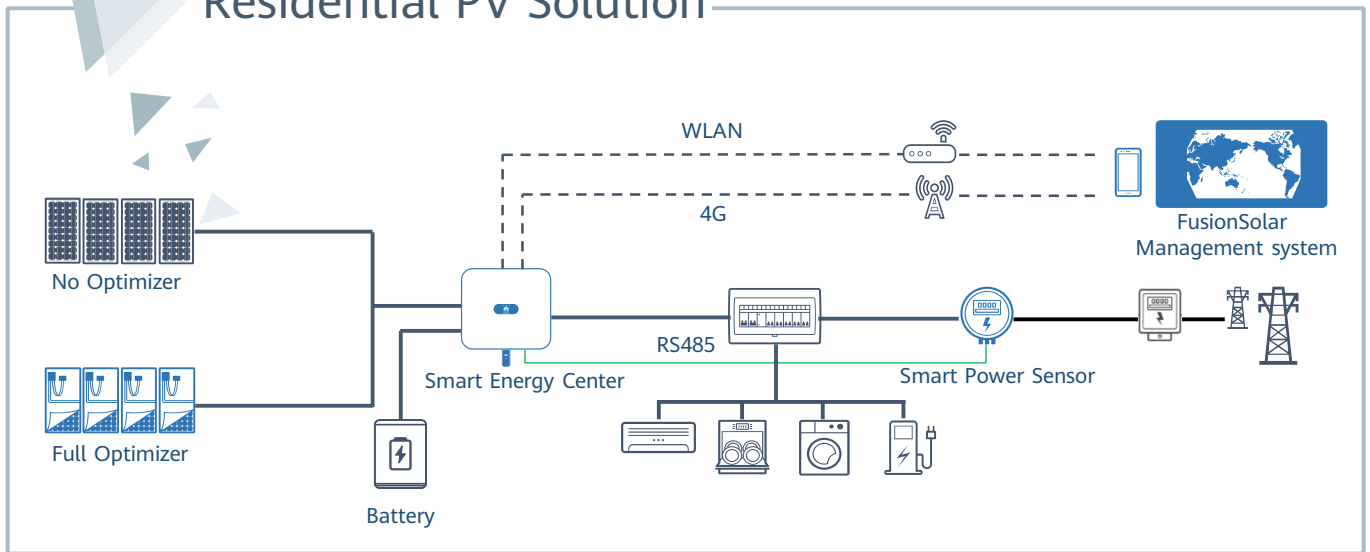 Residential PV Solution
WLAN
4G
FusionSolar
Management system
No Optimizer
RS485
Smart Energy Center
Smart Power Sensor
Full Optimizer
Battery